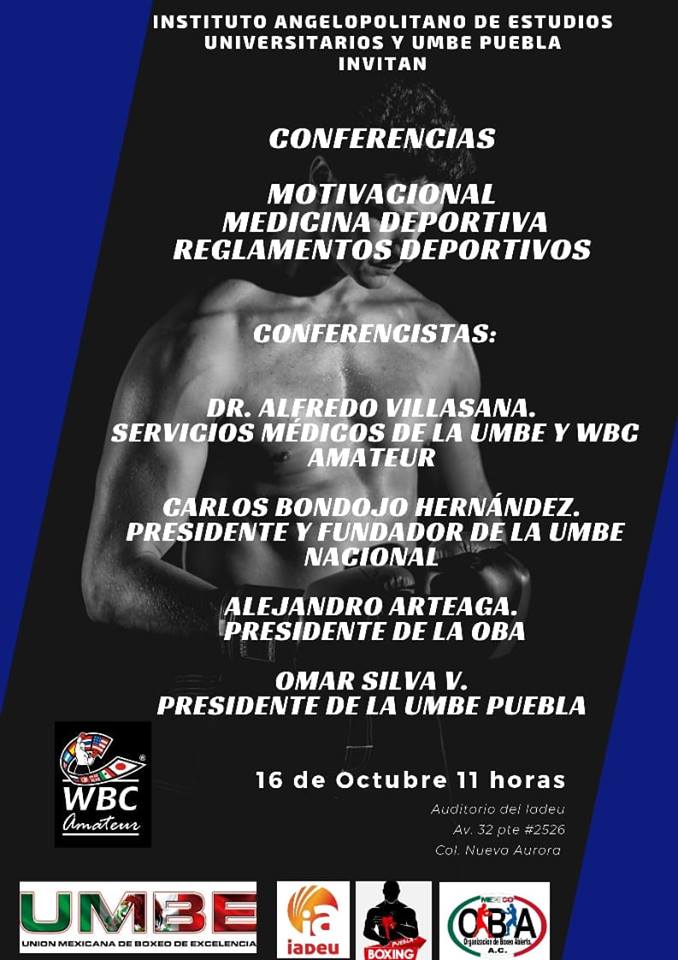 INSTITUTO ANGELOPOLITANO DE ESTUDIOS
UNIVERSITARIOS Y UMBE PUEBLA
INVITAN
CONFERENCIAS
MOTIVACIONAL
MEDICINA DEPORTIVA
REGLAMENTOS DEPORTIVOS
CONFERENCISTAS:
DR. ALFREDO VILLASANA.
SERVICIOS MÉDICOS DE LA UMBE Y WBC
AMATEUR
CARLOS BONDOJO HERNÁNDEZ.
PRESIDENTE Y FUNDADOR DE LA UMBE
NACIONAL
ALEJANDRO ARTEAGA.
PRESIDENTE DE LA OBA
OMAR SILVA V.
PRESIDENTE DE LA UMBE PUEBLA
16 de Octubre 11 horas
Auditorio del Iadeu
Av. 32 pte #2526
Col. Nueva Aurora
®
WBC
Amateur
UMBE
UNION MEXICANA DE BOXEO DE EXCELENCIA
ia
iaDeu
PUEBLA
BOXING
MEXICO
OBA
Organizacion de Boxeo Abierto,
A.C.